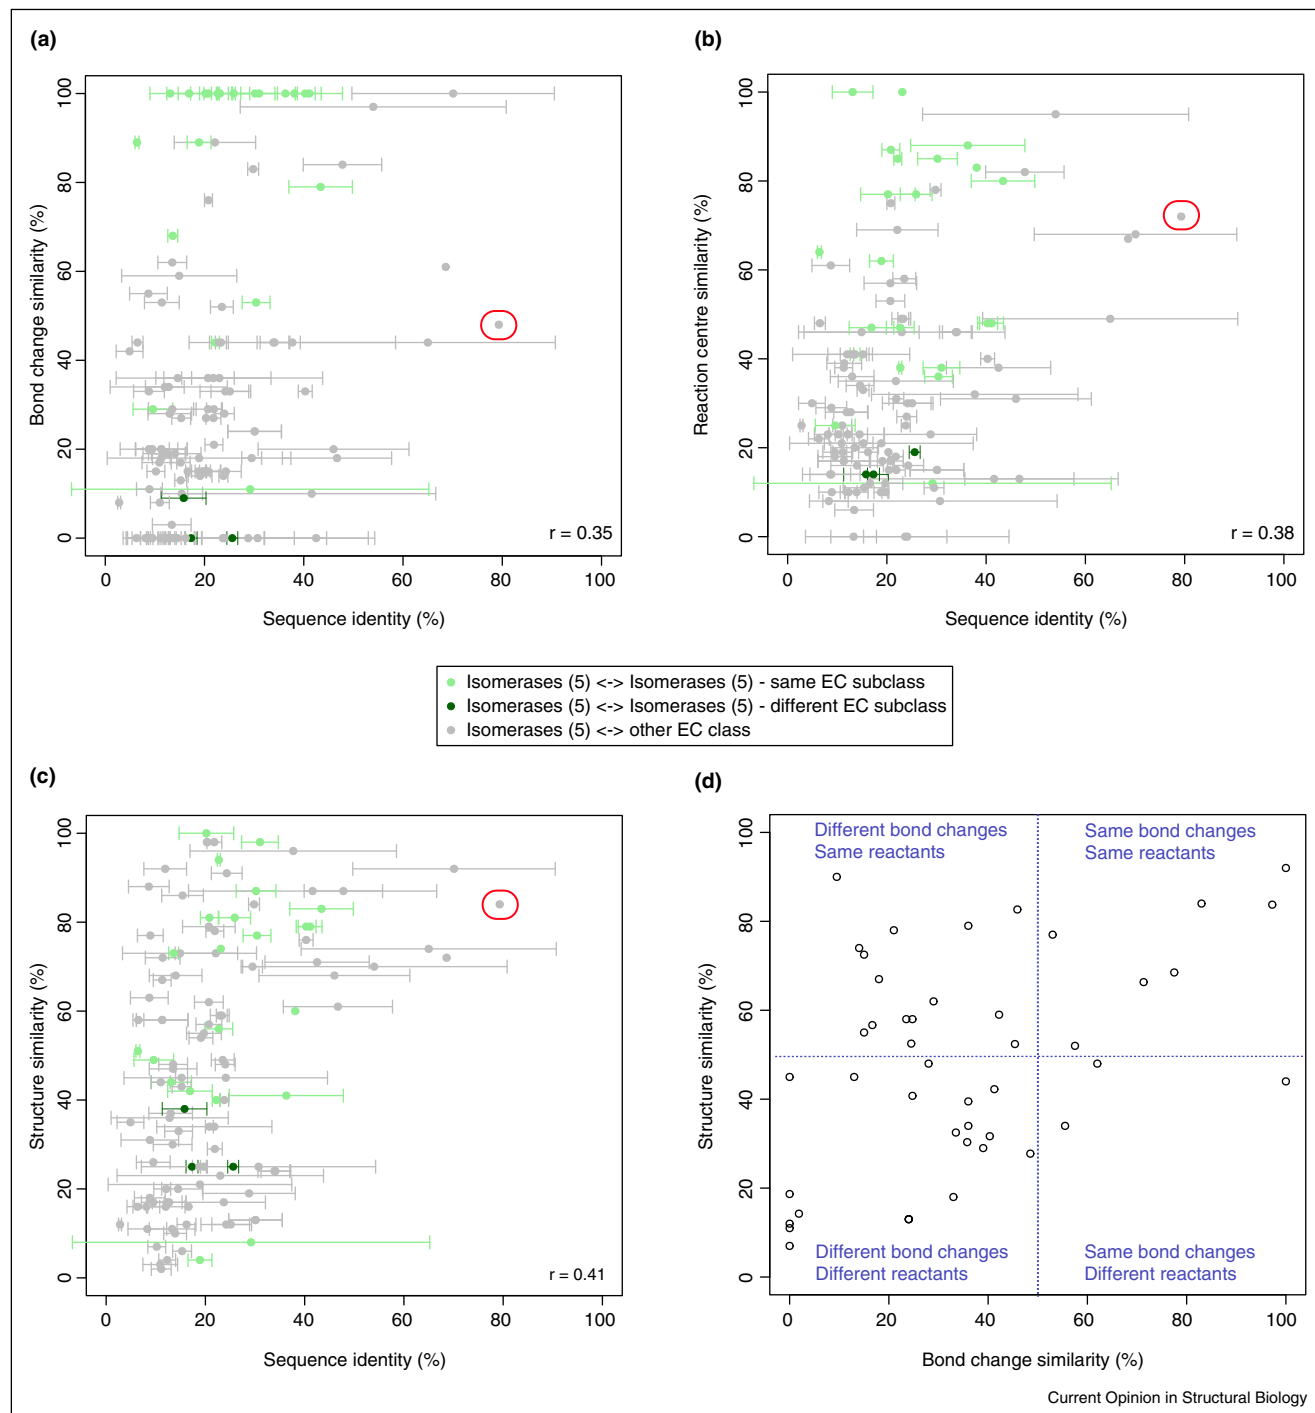 (a)
100
80
60
40
20
0
Bond change similarity (%)
r = 0.35
0 20 40 60 80 100
Sequence identity (%)
(b)
100
80
60
40
20
0
Reaction centre similarity (%)
r = 0.38
0 20 40 60 80 100
Sequence identity (%)
Isomerases (5) <-> Isomerases (5) - same EC subclass
Isomerases (5) <-> Isomerases (5) - different EC subclass
Isomerases (5) <-> other EC class
(c)
100
80
60
40
20
0
Structure similarity (%)
r = 0.41
0 20 40 60 80 100
Sequence identity (%)
(d)
100
80
60
40
20
0
Structure similarity (%)
Different bond changes
Same reactants
Same bond changes
Same reactants
Different bond changes
Different reactants
Same bond changes
Different reactants
0 20 40 60 80 100
Bond change similarity (%)
Current Opinion in Structural Biology